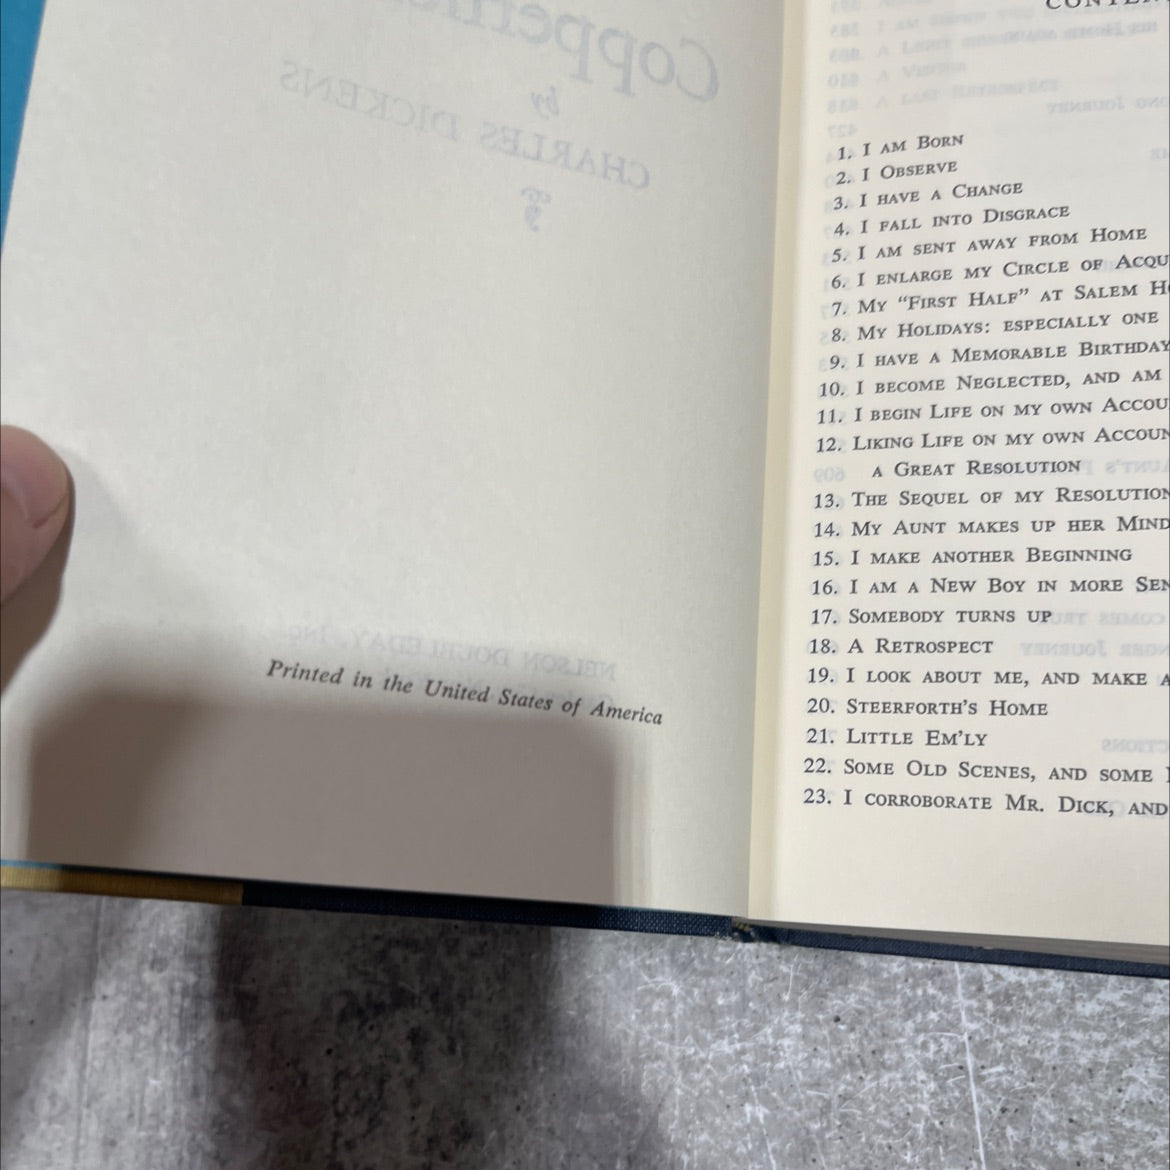 Copperfield
by
CHARLES DICKENS
NELSON DOUBLEDAY, INC.
Printed in the United States of America
CONTEN
1. I AM BORN
2. I OBSERVE
3. I HAVE A CHANGE
4. I FALL INTO DISGRACE
5. I AM SENT AWAY FROM HOME
6. I ENLARGE MY CIRCLE OF ACQU
7. MY “FIRST HALF” AT SALEM H
8. MY HOLIDAYS: ESPECIALLY ONE
9. I HAVE A MEMORABLE BIRTHDAY
10. I BECOME NEGLECTED, AND AM
11. I BEGIN LIFE ON MY OWN ACCOU
12. LIKING LIFE ON MY OWN ACCOUN
A GREAT RESOLUTION
13. THE SEQUEL OF MY RESOLUTION
14. MY AUNT MAKES UP HER MIND
15. I MAKE ANOTHER BEGINNING
16. I AM A NEW BOY IN MORE SEN
17. SOMEBODY TURNS UP
18. A RETROSPECT
19. I LOOK ABOUT ME, AND MAKE A
20. STEERFORTH’S HOME
21. LITTLE EM’LY
22. SOME OLD SCENES, AND SOME
23. I CORROBORATE MR. DICK, AND